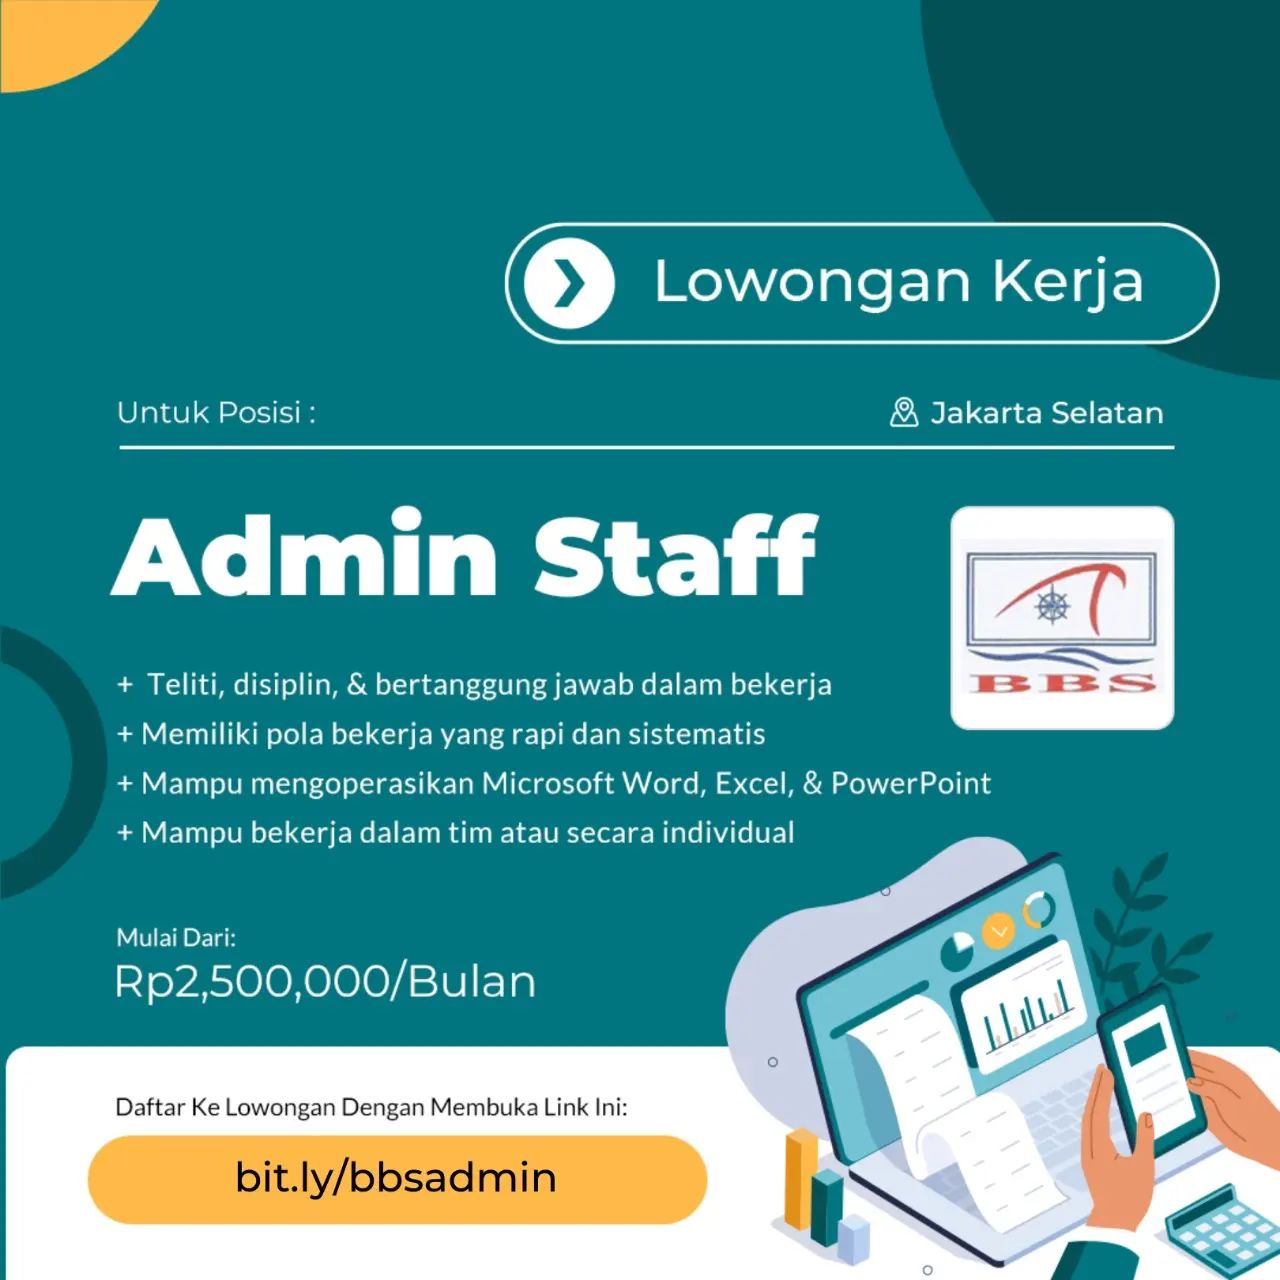 Lowongan Kerja
Untuk Posisi :
Jakarta Selatan
Admin Staff
BBS
+ Teliti, disiplin, & bertanggung jawab dalam bekerja
+ Memiliki pola bekerja yang rapi dan sistematis
+ Mampu mengoperasikan Microsoft Word, Excel, & PowerPoint
+ Mampu bekerja dalam tim atau secara individual
Mulai Dari:
Rp2,500,000/Bulan
Daftar Ke Lowongan Dengan Membuka Link Ini:
bit.ly/bbsadmin